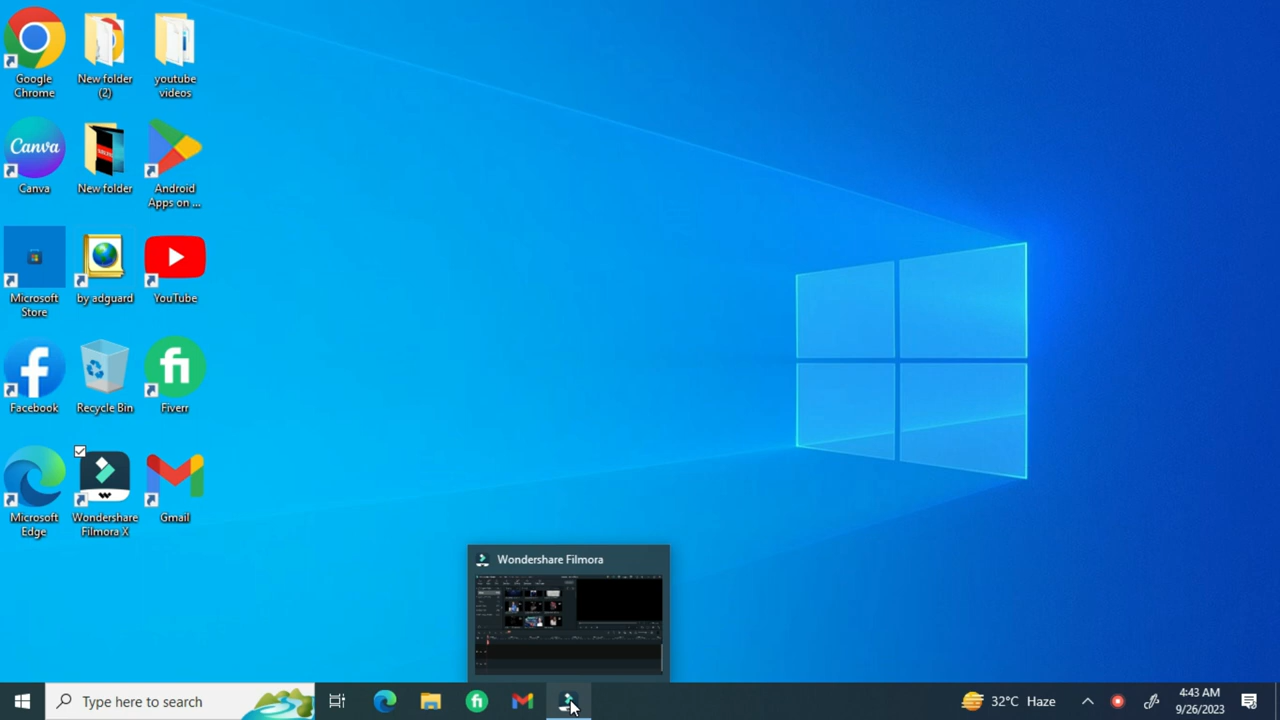 Google
Chrome
New folder
(2)
youtube
videos
Canva
Canva
New folder
Android
Apps on ...
Microsoft
Store
by adguard
YouTube
Facebook
Recycle Bin
fi
Fiverr
Microsoft
Edge
Wondershare
Filmora X
Gmail
Wondershare Filmora
Type here to search
fi
32°C Haze
4:43 AM
9/26/2023